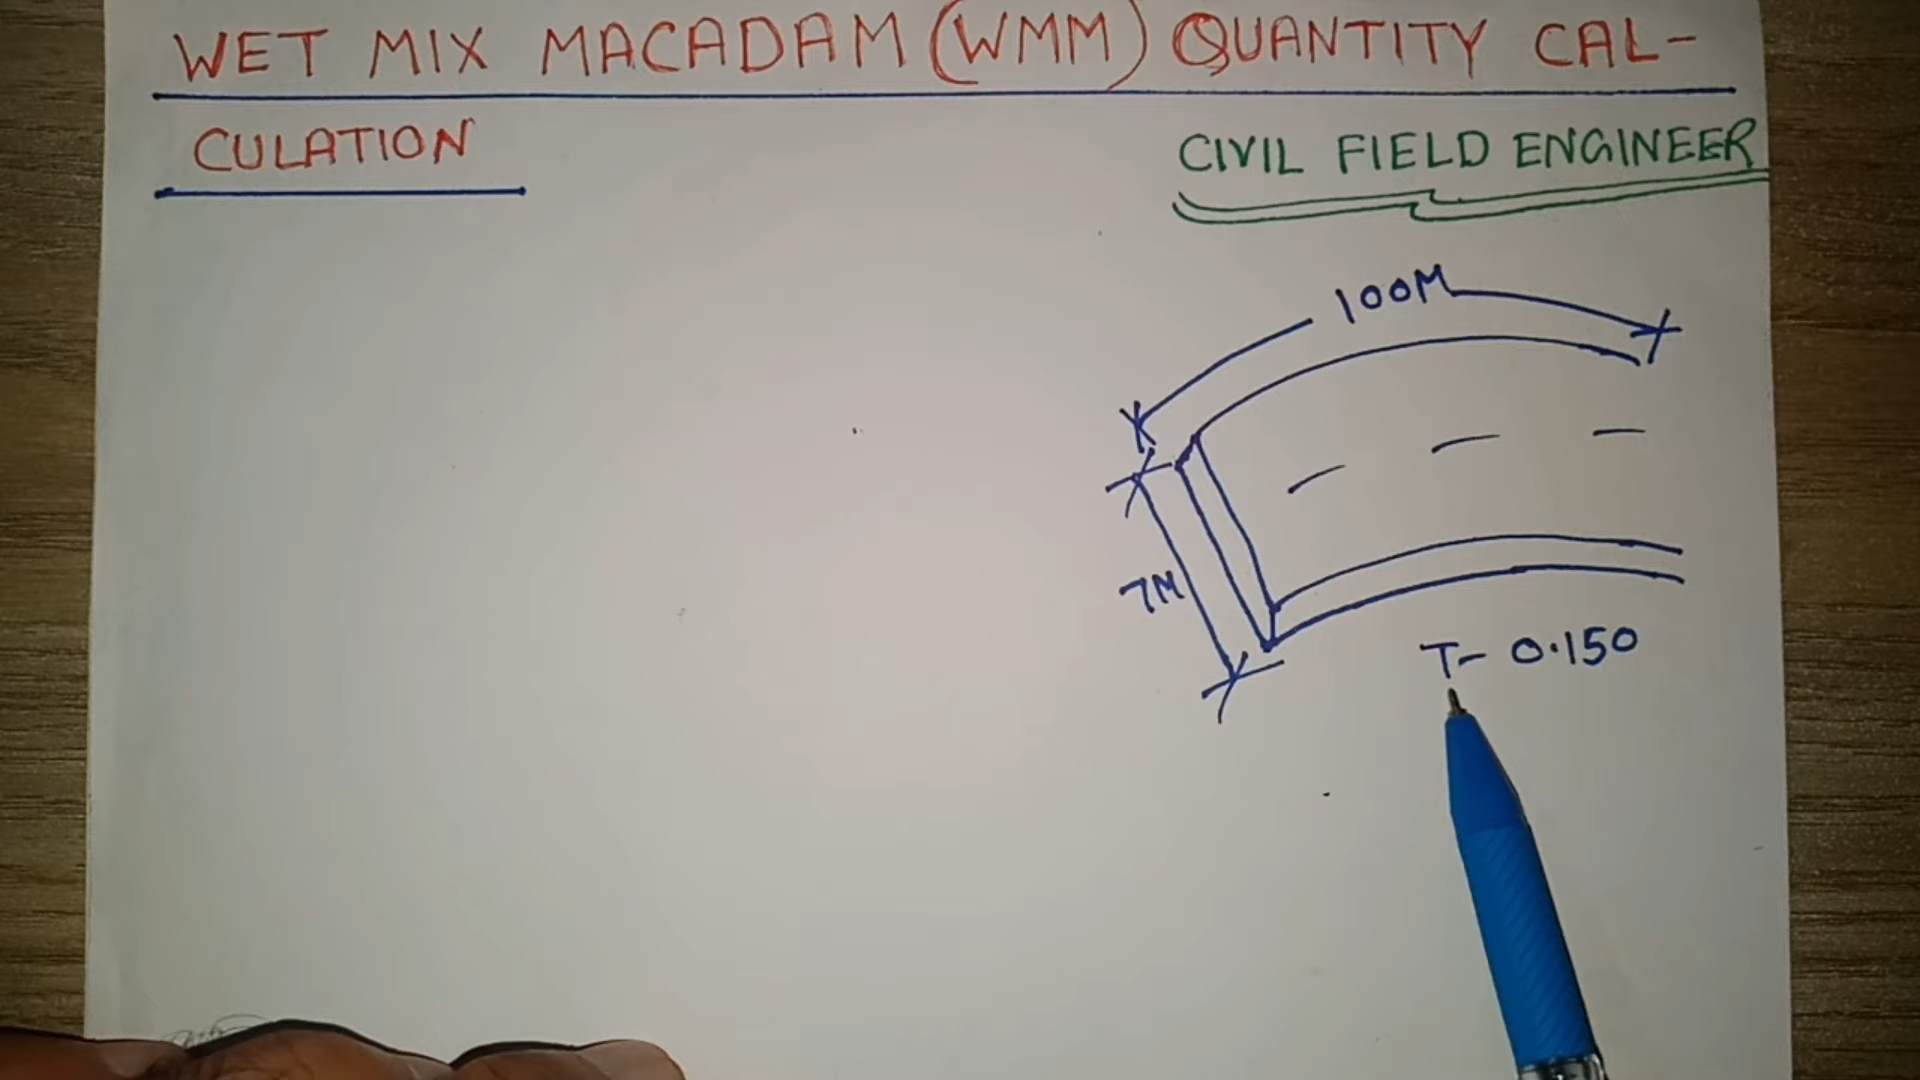 WET MIX MACADAM (WMM) QUANTITY CAL-
CULATION
CIVIL FIELD ENGINEER
100M
7M
T- 0.150